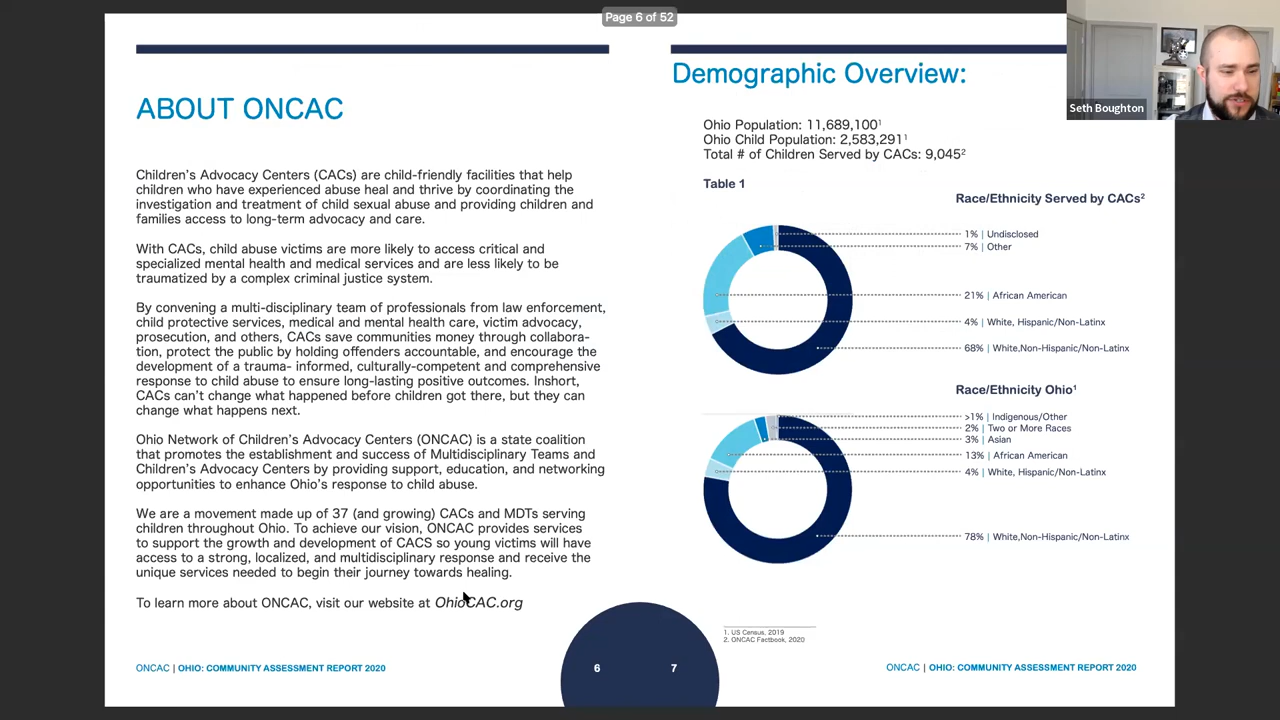 Page 6 of 52
Seth Boughton
ABOUT ONCAC
Children's Advocacy Centers (CACs) are child-friendly facilities that help
children who have experienced abuse heal and thrive by coordinating the
investigation and treatment of child sexual abuse and providing children and
families access to long-term advocacy and care.
With CACs, child abuse victims are more likely to access critical and
specialized mental health and medical services and are less likely to be
traumatized by a complex criminal justice system.
By convening a multi-disciplinary team of professionals from law enforcement,
child protective services, medical and mental health care, victim advocacy,
prosecution, and others, CACs save communities money through collabora-
tion, protect the public by holding offenders accountable, and encourage the
development of a trauma- informed, culturally-competent and comprehensive
response to child abuse to ensure long-lasting positive outcomes. Inshort,
CACs can't change what happened before children got there, but they can
change what happens next.
Ohio Network of Children's Advocacy Centers (ONCAC) is a state coalition
that promotes the establishment and success of Multidisciplinary Teams and
Children's Advocacy Centers by providing support, education, and networking
opportunities to enhance Ohio's response to child abuse.
We are a movement made up of 37 (and growing) CACs and MDTs serving
children throughout Ohio. To achieve our vision, ONCAC provides services
to support the growth and development of CACS so young victims will have
access to a strong, localized, and multidisciplinary response and receive the
unique services needed to begin their journey towards healing.
To learn more about ONCAC, visit our website at OhioCAC.org
ONCAC | OHIO: COMMUNITY ASSESSMENT REPORT 2020
6
Demographic Overview:
Ohio Population: 11,689,100¹
Ohio Child Population: 2,583,291¹
Total # of Children Served by CACs: 9,045²
Table 1
Race/Ethnicity Served by CACs²
1% | Undisclosed
7% | Other
21% | African American
4% | White, Hispanic/Non-Latinx
68% | White,Non-Hispanic/Non-Latinx
Race/Ethnicity Ohio¹
>1% | Indigenous/Other
2% | Two or More Races
3% | Asian
13% | African American
4% | White, Hispanic/Non-Latinx
78% | White,Non-Hispanic/Non-Latinx
1. US Census, 2019
2. ONCAC Factbook, 2020
7
ONCAC | OHIO: COMMUNITY ASSESSMENT REPORT 2020